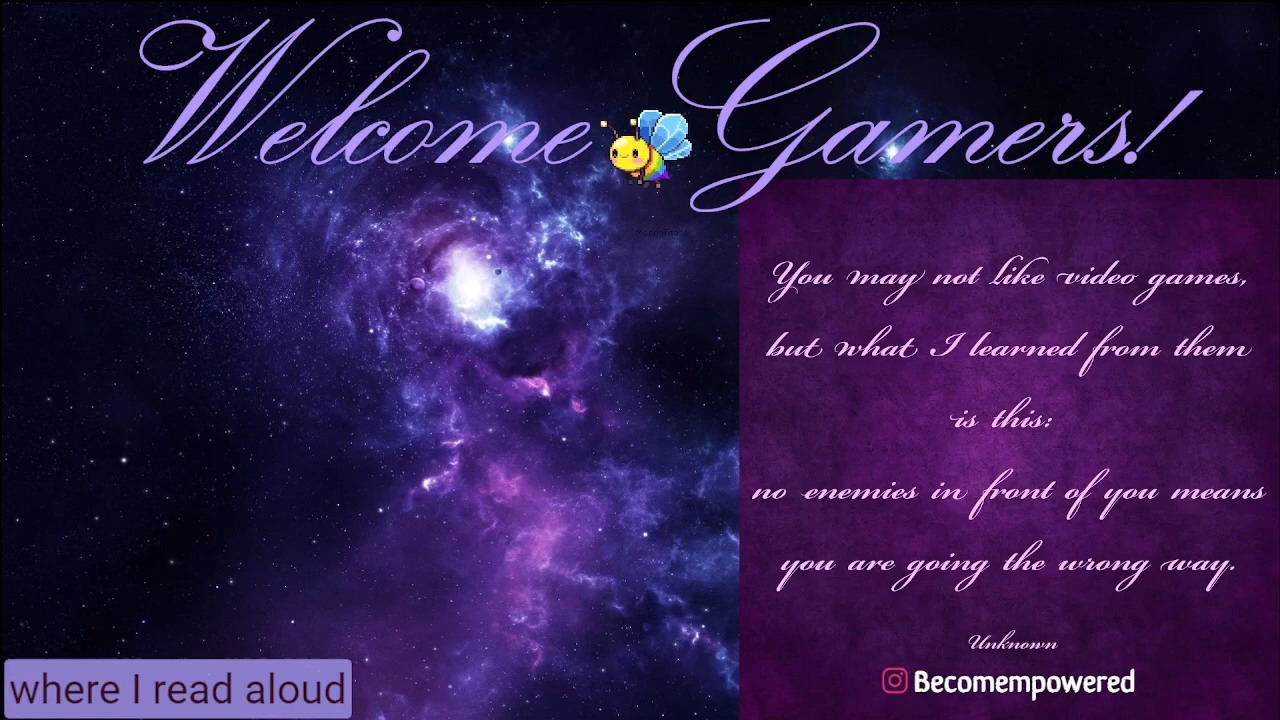 Welcome Gamers!
You may not like video games,
but what I learned from them
is this:
no enemies in front of you means
you are going the wrong way.
Unknown
Becomempowered
where I read aloud